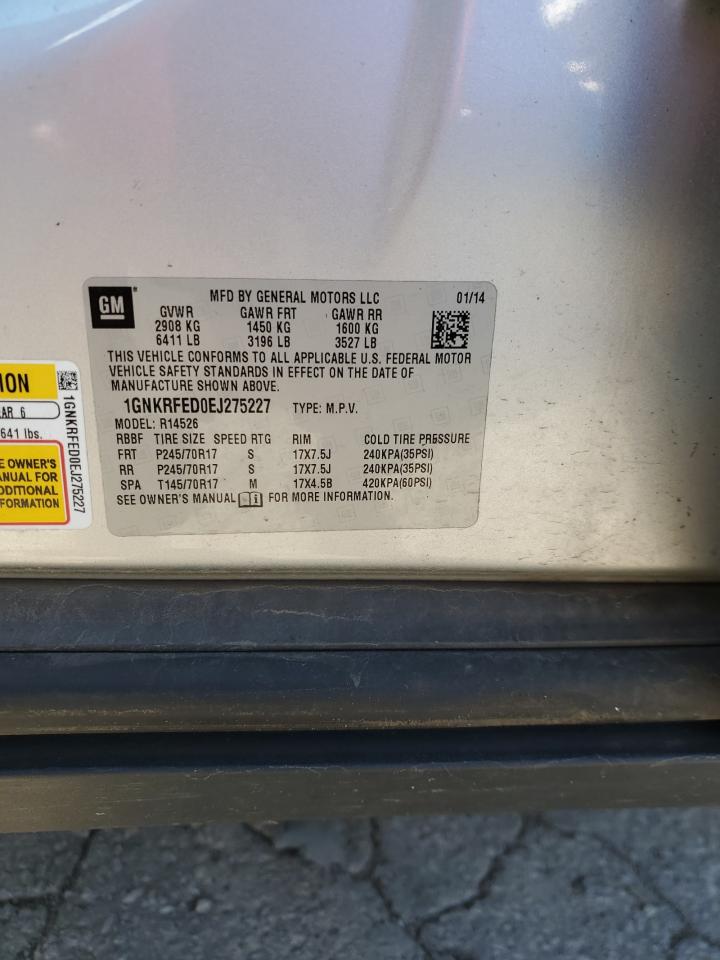 GM
MFD BY GENERAL MOTORS LLC 01/14
GVWR GAWR FRT GAWR RR
2908 KG 1450 KG 1600 KG
6411 LB 3196 LB 3527 LB
THIS VEHICLE CONFORMS TO ALL APPLICABLE U.S. FEDERAL MOTOR
VEHICLE SAFETY STANDARDS IN EFFECT ON THE DATE OF
MANUFACTURE SHOWN ABOVE.
1GNKRFED0EJ275227 TYPE: M.P.V.
MODEL: R14526
RBBF TIRE SIZE SPEED RTG RIM COLD TIRE PRESSURE
FRT P245/70R17 S 17X7.5J 240KPA(35PSI)
RR P245/70R17 S 17X7.5J 240KPA(35PSI)
SPA T145/70R17 M 17X4.5B 420KPA(60PSI)
SEE OWNER'S MANUAL FOR MORE INFORMATION.
ION
AR 6
641 lbs.
E OWNER'S
ANUAL FOR
DDITIONAL
FORMATION
1GNKRFED0EJ275227